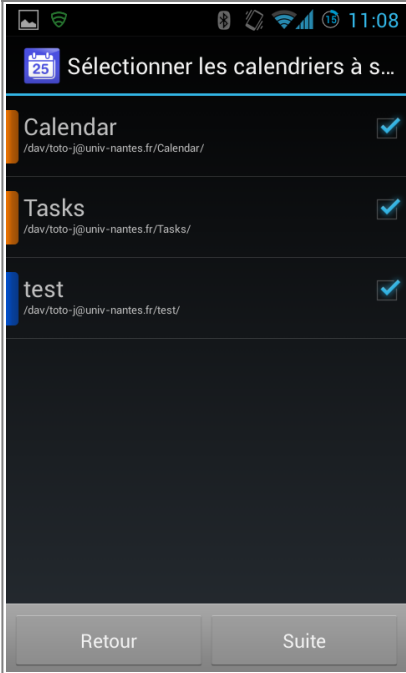 15 11:08
25 Sélectionner les calendriers à s...
Calendar
/dav/toto-j@univ-nantes.fr/Calendar/
Tasks
/dav/toto-j@univ-nantes.fr/Tasks/
test
/dav/toto-j@univ-nantes.fr/test/
Retour Suite